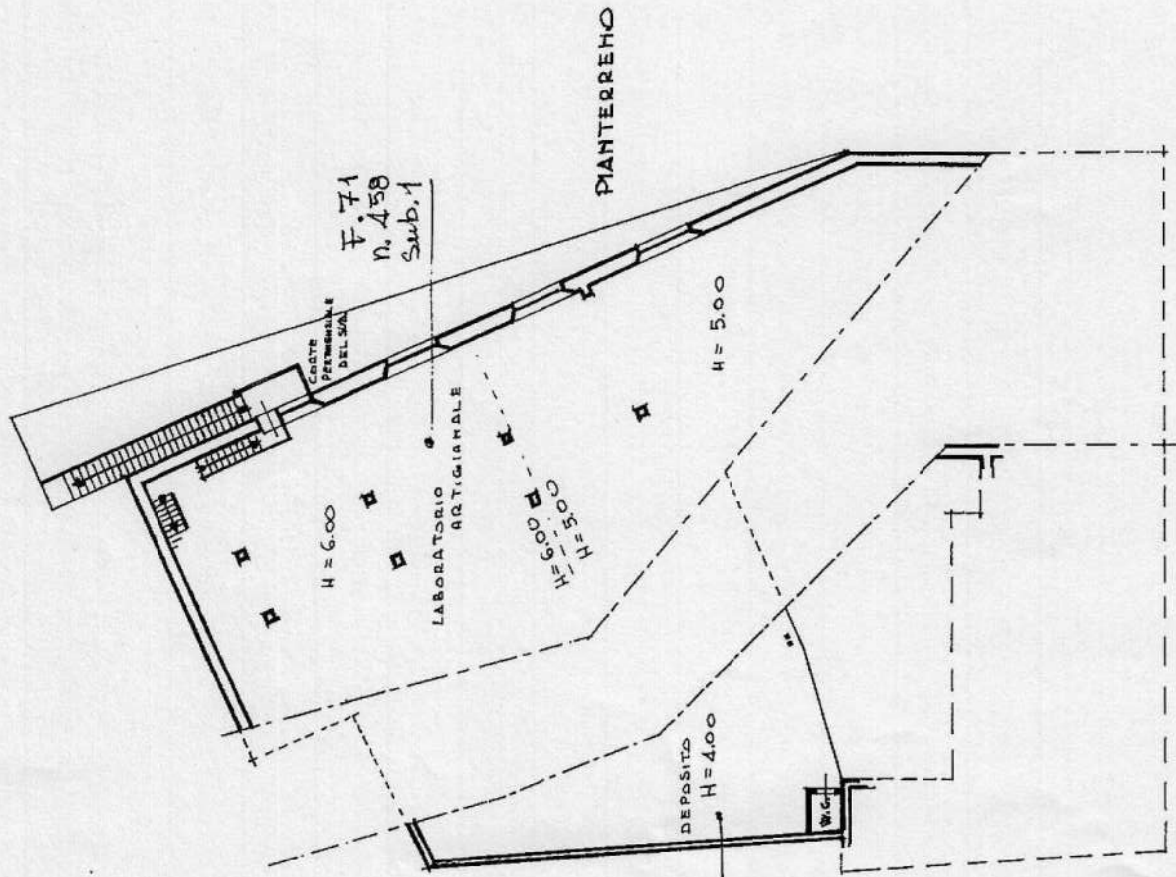 PIANTERRENO
F. 71
n. 458
Sub. 1
CORTE
PERTINENZIALE
DEL SUB.
H = 6.00
LABORATORIO
ARTIGIANALE
H = 6.00
H = 5.00
H = 5.00
DEPOSITO
H = 4.00
W.C.